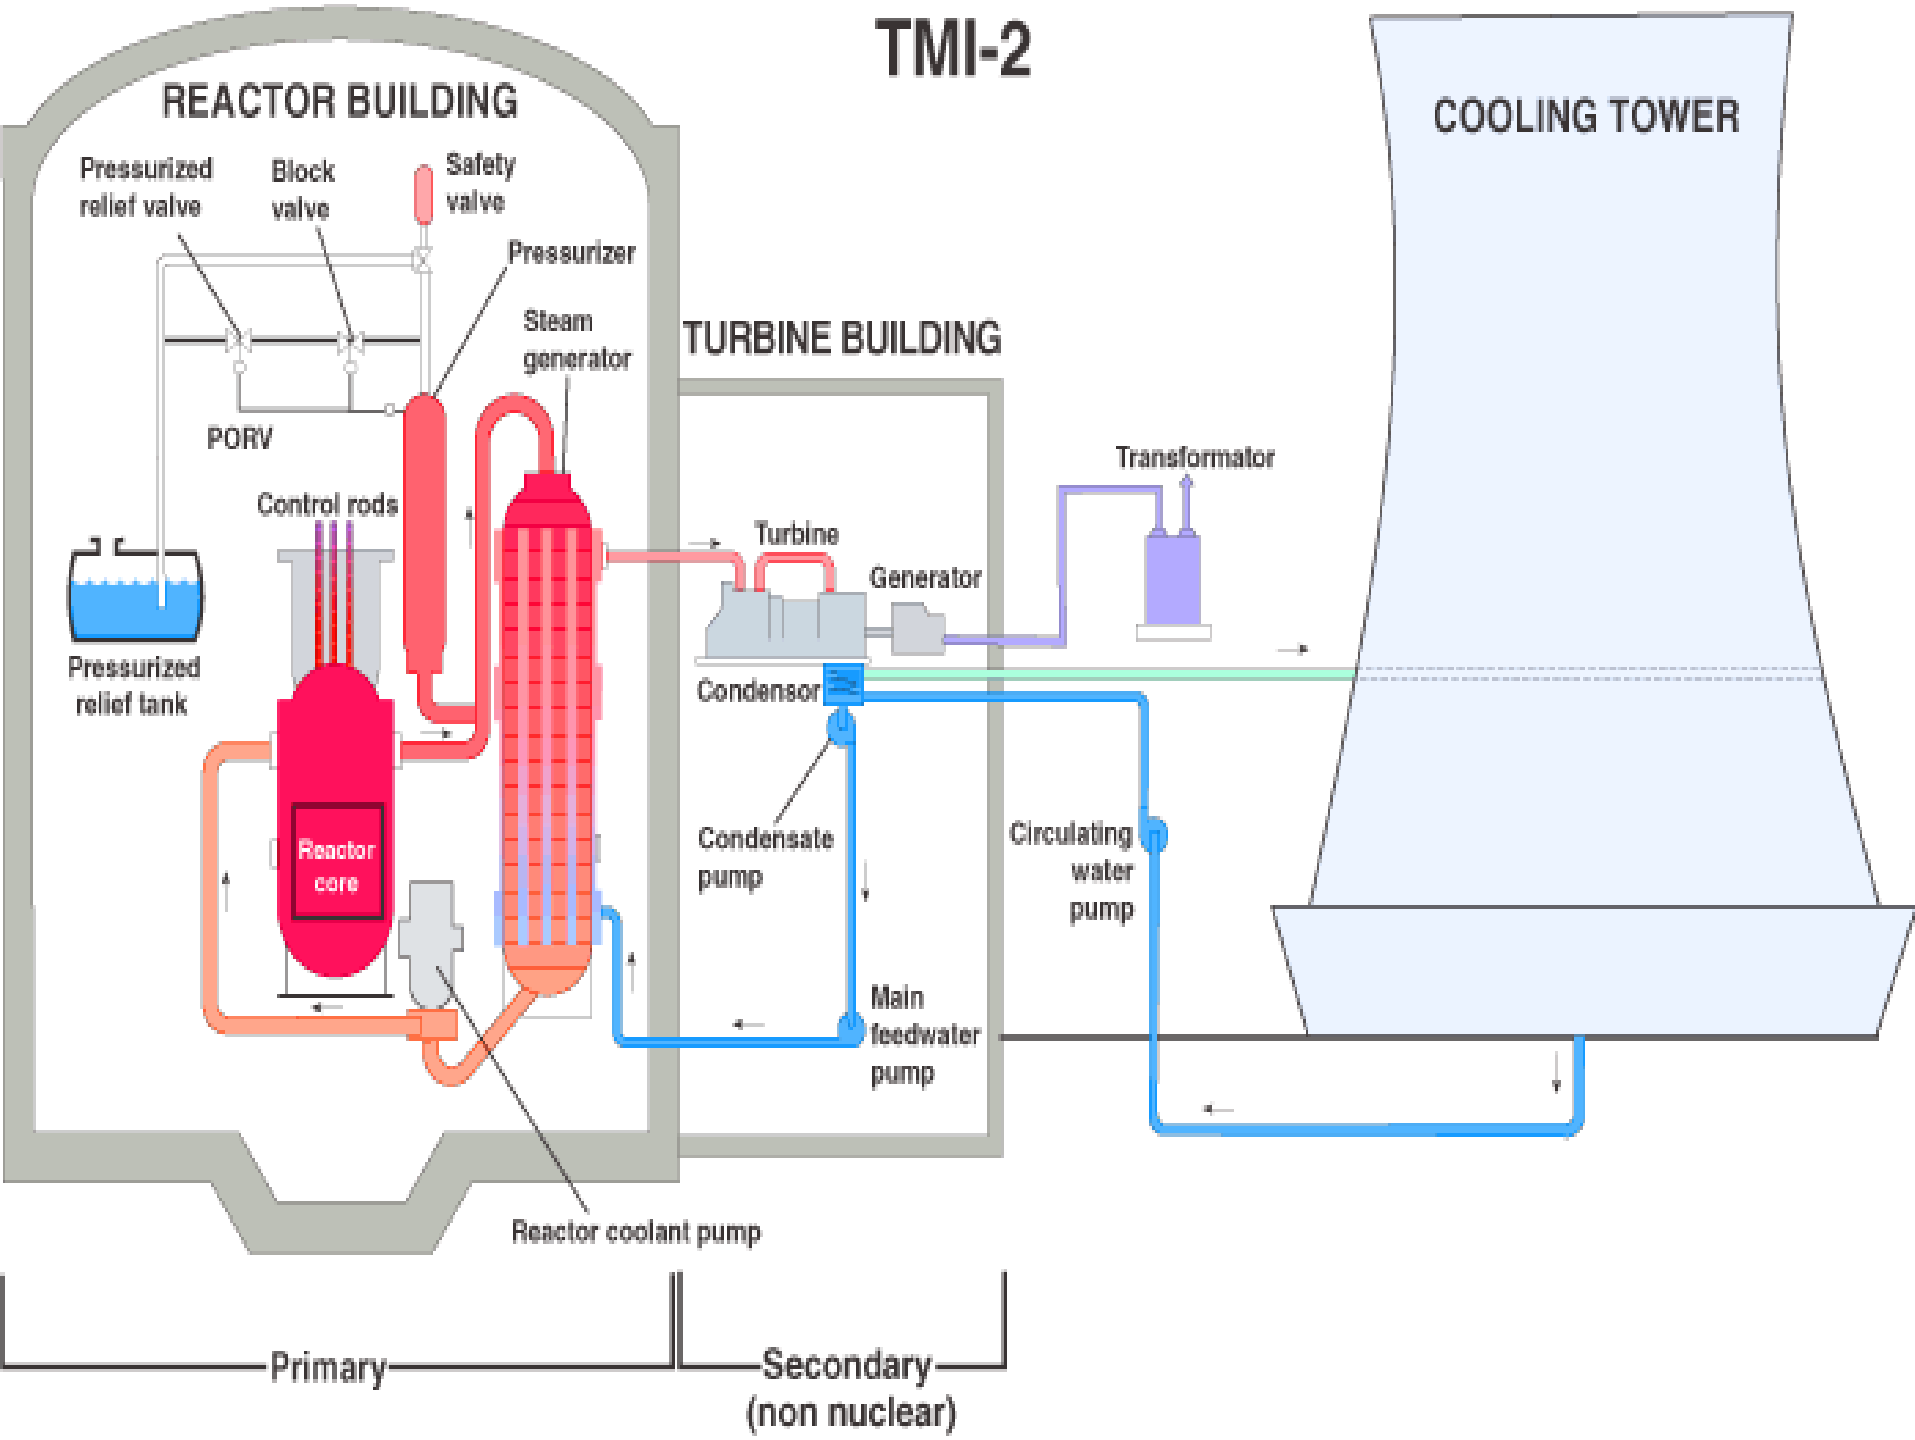 TMI-2
REACTOR BUILDING
COOLING TOWER
Pressurized
relief valve
Block
valve
Safety
valve
Pressurizer
Steam
generator
TURBINE BUILDING
PORV
Control rods
Transformator
Turbine
Generator
Pressurized
relief tank
Condensor
Reactor
core
Condensate
pump
Circulating
water
pump
Main
feedwater
pump
Reactor coolant pump
Primary
Secondary
(non nuclear)